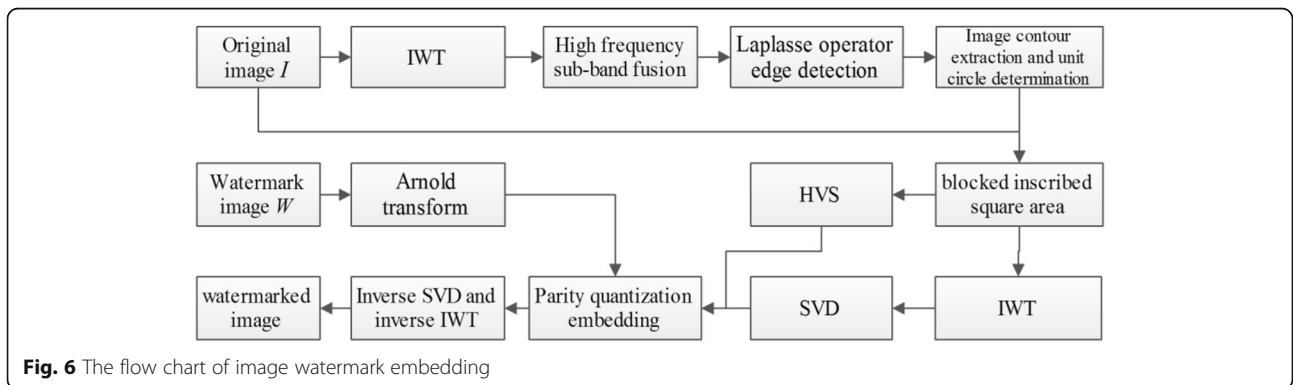 Original
image I
IWT
High frequency
sub-band fusion
Laplasse operator
edge detection
Image contour
extraction and unit
circle determination
Watermark
image W
Arnold
transform
HVS
blocked inscribed
square area
watermarked
image
Inverse SVD and
inverse IWT
Parity quantization
embedding
SVD
IWT
Fig. 6 The flow chart of image watermark embedding